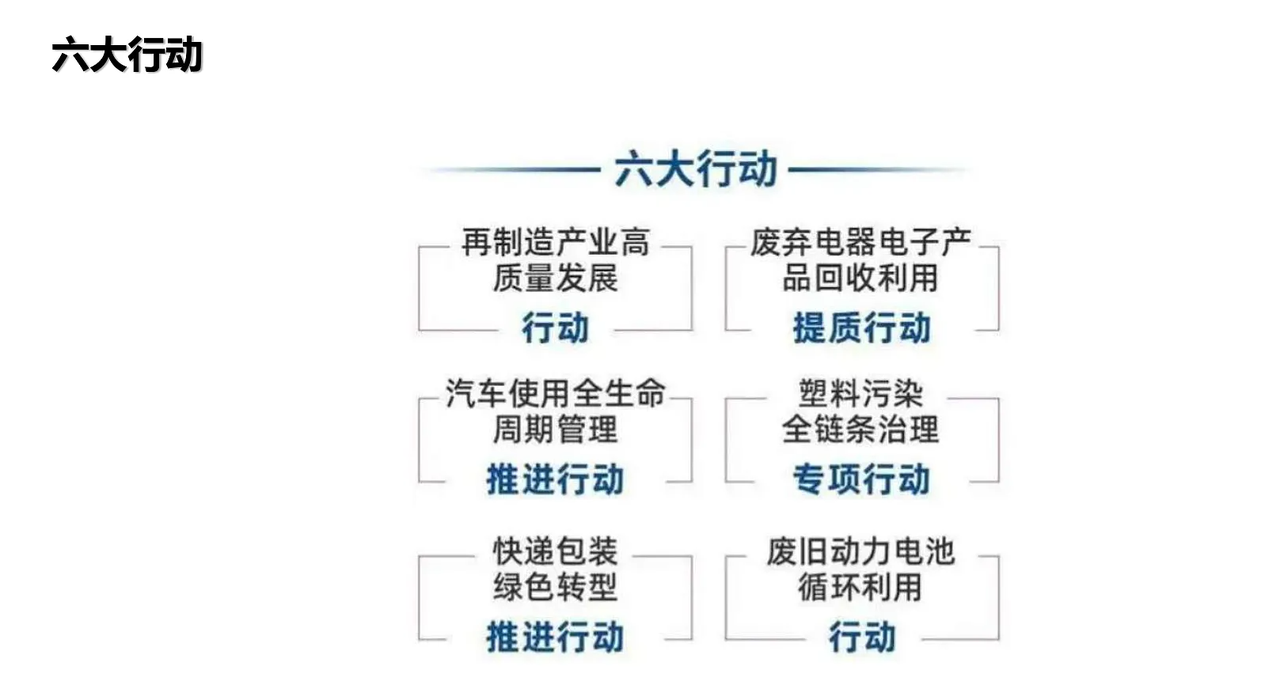 六大行动
六大行动
再制造产业高
质量发展
行动
废弃电器电子产
品回收利用
提质行动
汽车使用全生命
周期管理
推进行动
塑料污染
全链条治理
专项行动
快递包装
绿色转型
推进行动
废旧动力电池
循环利用
行动